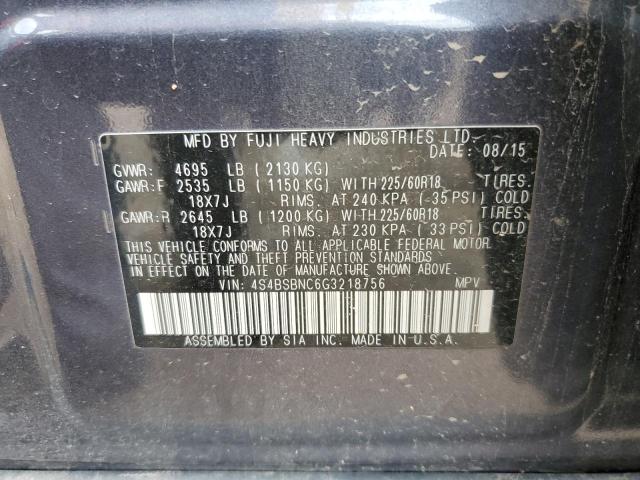 MFD BY FUJI HEAVY INDUSTRIES LTD.
DATE: 08/15
GVWR: 4695 LB (2130 KG)
GAWR:F 2535 LB (1150 KG) WITH 225/60R18 TIRES.
18X7J RIMS. AT 240 KPA (-35 PSI) COLD
GAWR:R 2645 LB (1200 KG) WITH 225/60R18 TIRES.
18X7J RIMS. AT 230 KPA ( 33 PSI) COLD
THIS VEHICLE CONFORMS TO ALL APPLICABLE FEDERAL MOTOR
VEHICLE SAFETY AND THEFT PREVENTION STANDARDS
IN EFFECT ON THE DATE OF MANUFACTURE SHOWN ABOVE.
VIN: 4S4BSBNC6G3218756 MPV
ASSEMBLED BY SIA INC. MADE IN U.S.A.